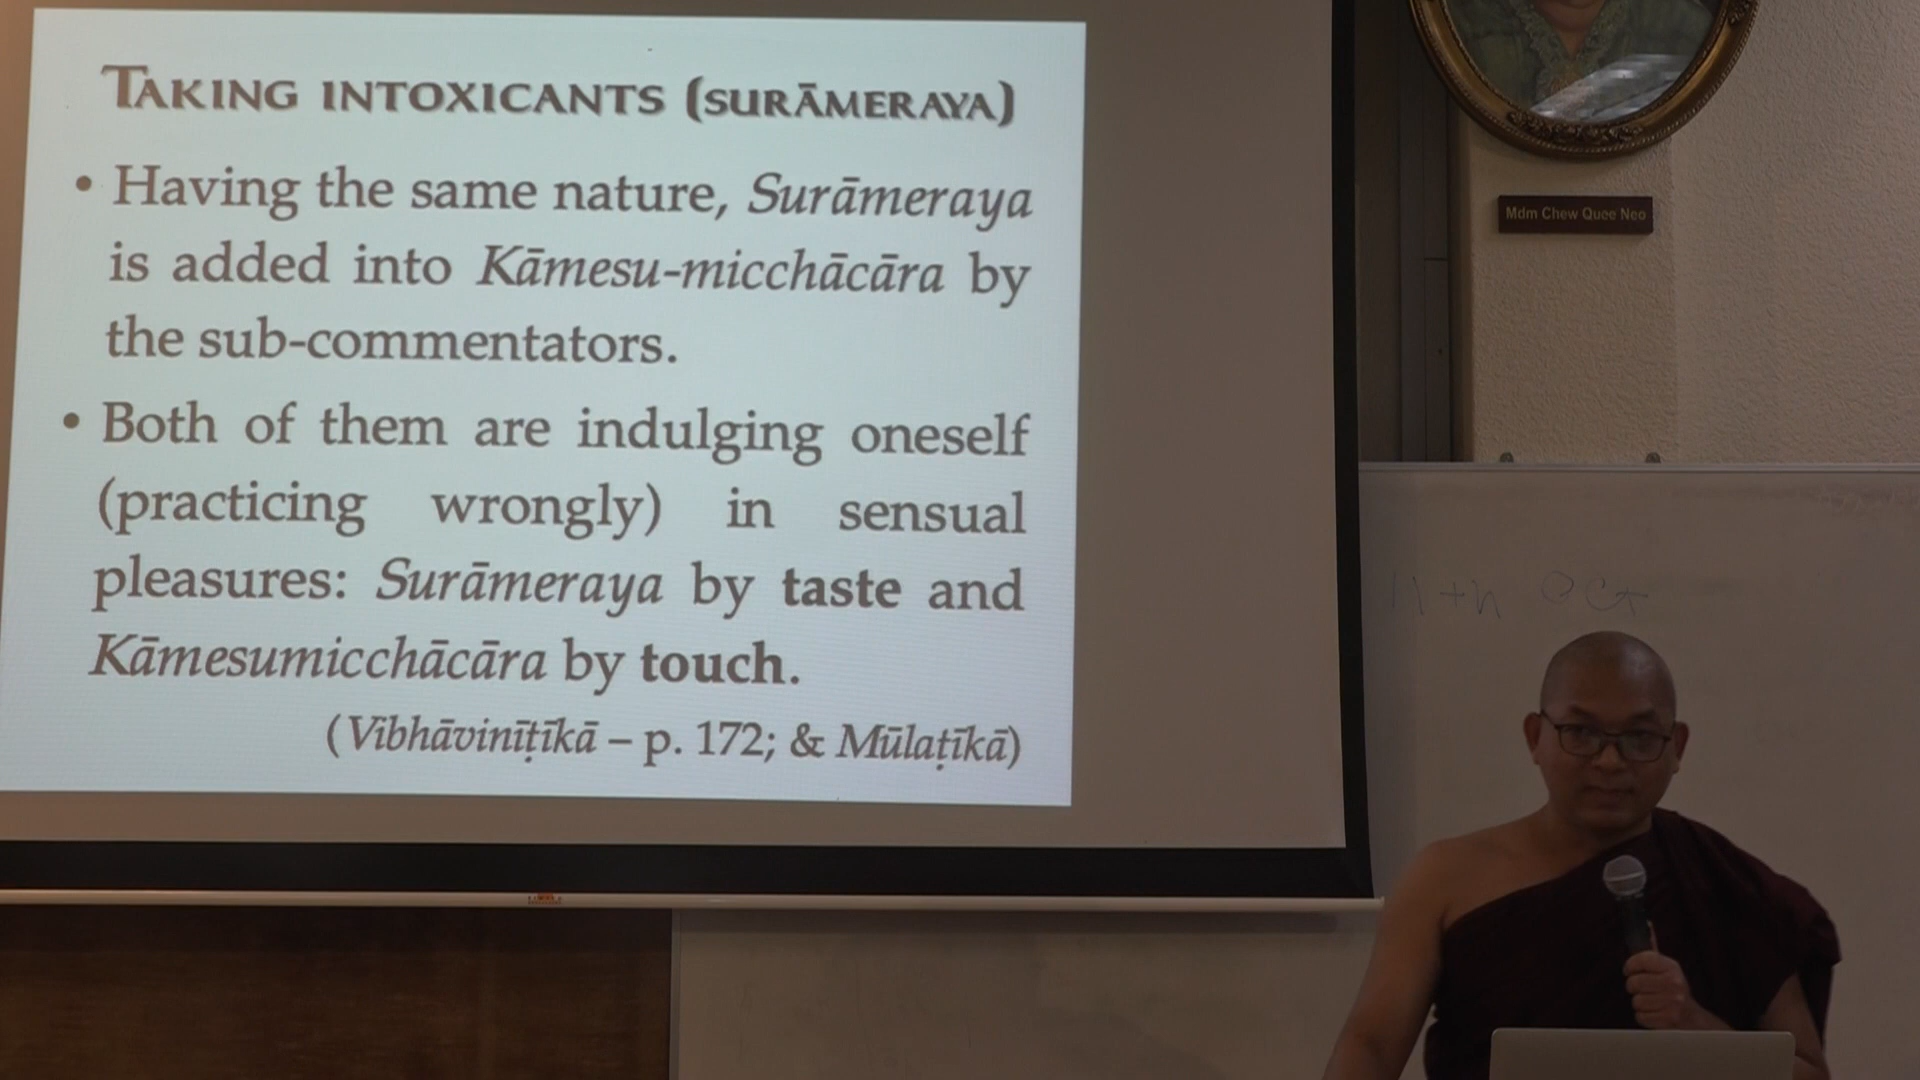 TAKING INTOXICANTS (SURĀMERAYA)
• Having the same nature, Surāmeraya
is added into Kāmesu-micchācāra by
the sub-commentators.
• Both of them are indulging oneself
(practicing wrongly) in sensual
pleasures: Surāmeraya by taste and
Kāmesumicchācāra by touch.
(Vibhāvinīṭīkā – p. 172; & Mūlaṭīkā)
Mdm Chew Quee Neo